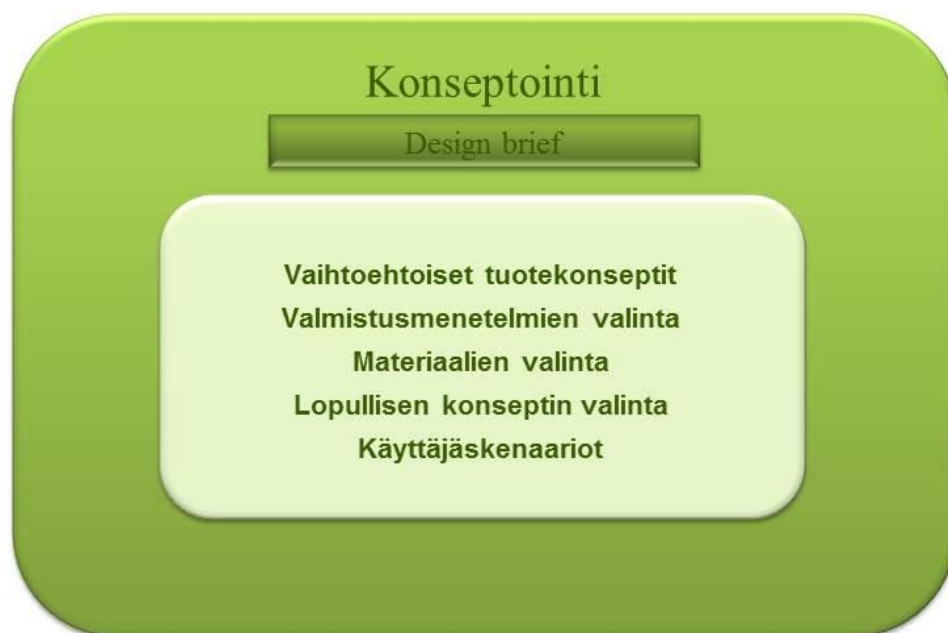 Konseptointi
Design brief
Vaihtoehtoiset tuotekonseptit
Valmistusmenetelmien valinta
Materiaalien valinta
Lopullisen konseptin valinta
Käyttäjäskenaariot